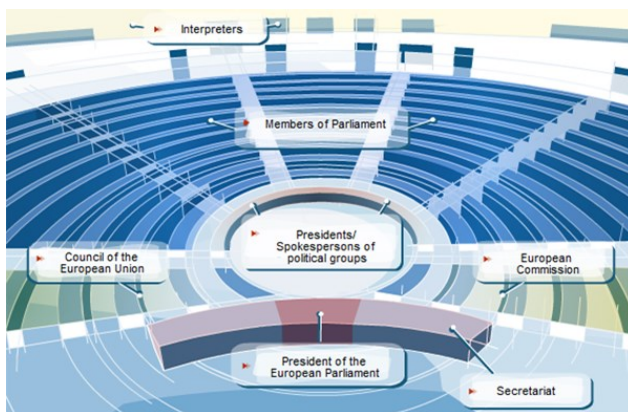 Interpreters
Members of Parliament
Presidents/
Spokespersons of
political groups
Council of the
European Union
European
Commission
President of the
European Parliament
Secretariat